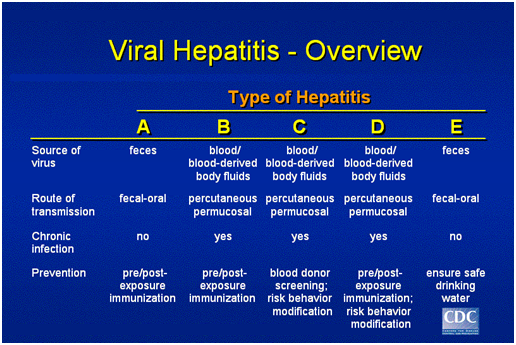 Viral Hepatitis - Overview
Type of Hepatitis
A B C D E
Source of virus feces blood/ blood-derived body fluids blood/ blood-derived body fluids blood/ blood-derived body fluids feces
Route of transmission fecal-oral percutaneous permucosal percutaneous permucosal percutaneous permucosal fecal-oral
Chronic infection no yes yes yes no
Prevention pre/post-exposure immunization pre/post-exposure immunization blood donor screening; risk behavior modification pre/post-exposure immunization; risk behavior modification ensure safe drinking water
CDC